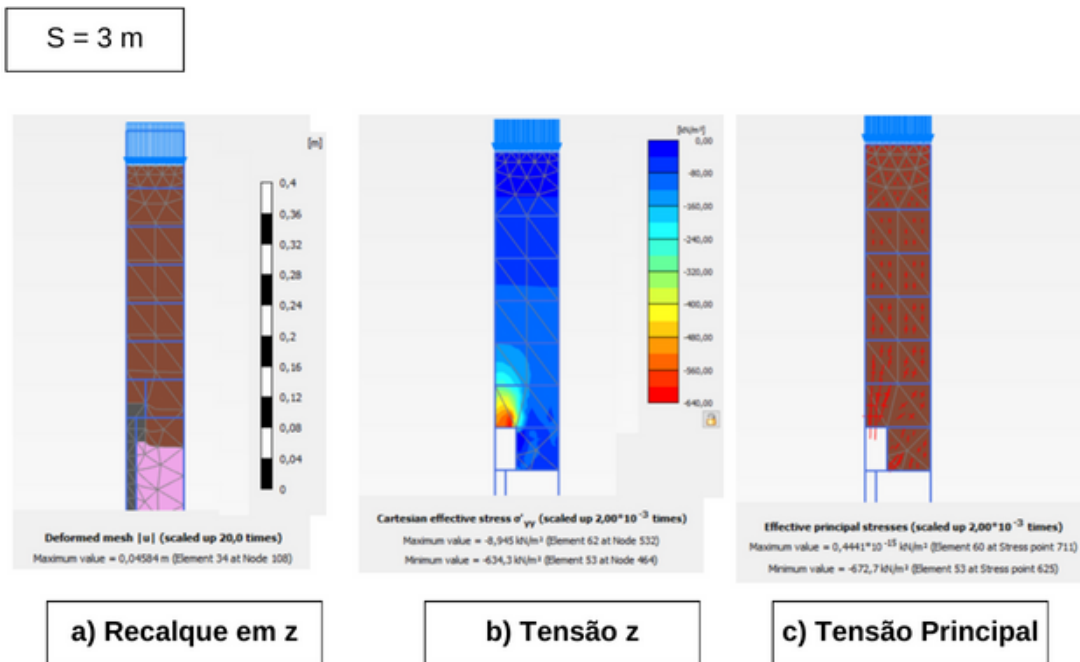 S = 3 m
[m]
0,4
0,36
0,32
0,28
0,24
0,2
0,16
0,12
0,08
0,04
0
Deformed mesh |u| (scaled up 20,0 times)
Maximum value = 0,04584 m (Element 34 at Node 108)
[kN/m²]
0,00
-80,00
-160,00
-240,00
-320,00
-400,00
-480,00
-560,00
-640,00
Cartesian effective stress σ'yy (scaled up 2,00*10⁻³ times)
Maximum value = -8,945 kN/m² (Element 62 at Node 532)
Minimum value = -634,3 kN/m² (Element 53 at Node 464)
Effective principal stresses (scaled up 2,00*10⁻³ times)
Maximum value = 0,4441*10⁻¹⁵ kN/m² (Element 60 at Stress point 711)
Minimum value = -672,7 kN/m² (Element 53 at Stress point 625)
a) Recalque em z
b) Tensão z
c) Tensão Principal